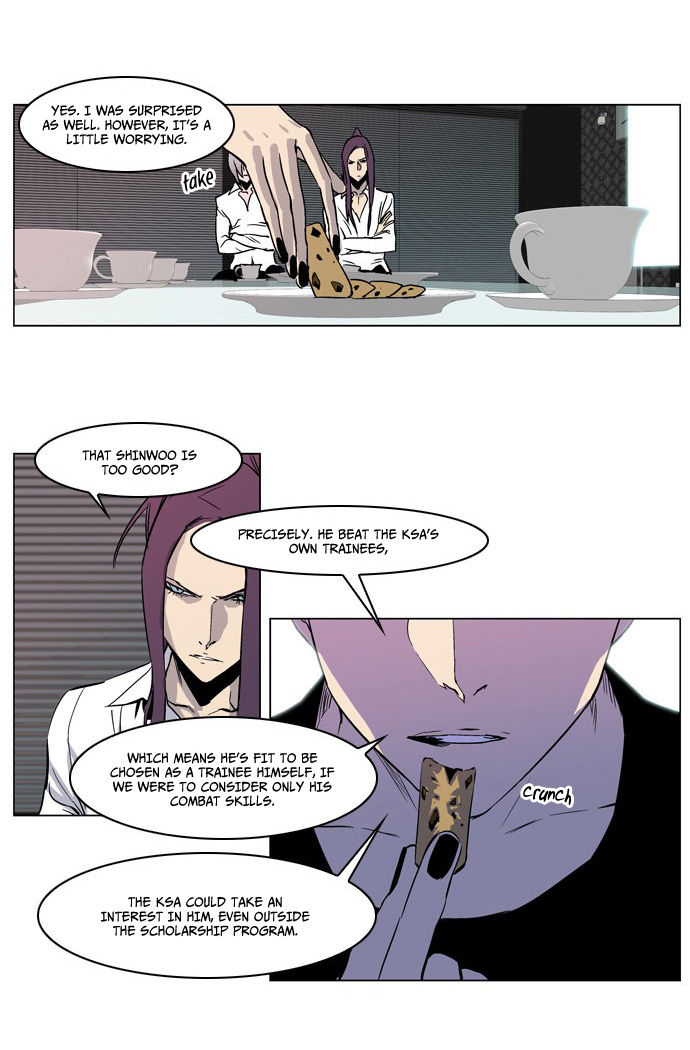 YES. I WAS SURPRISED
AS WELL. HOWEVER, IT'S A
LITTLE WORRYING.
take
THAT SHINWOO IS
TOO GOOD?
PRECISELY. HE BEAT THE KSA'S
OWN TRAINEES,
WHICH MEANS HE'S FIT TO BE
CHOSEN AS A TRAINEE HIMSELF, IF
WE WERE TO CONSIDER ONLY HIS
COMBAT SKILLS.
crunch
THE KSA COULD TAKE AN
INTEREST IN HIM, EVEN OUTSIDE
THE SCHOLARSHIP PROGRAM.